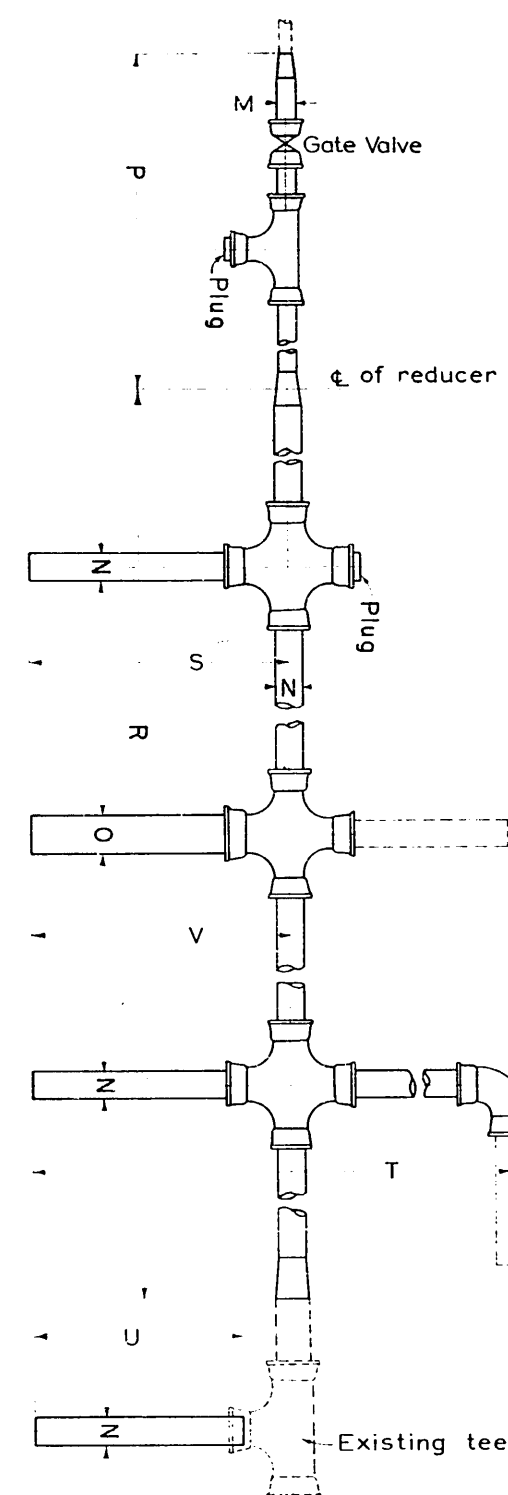 M
Gate Valve
P
Plug
℄ of reducer
N
Plug
S
N
R
O
V
N
T
U
N
Existing tee